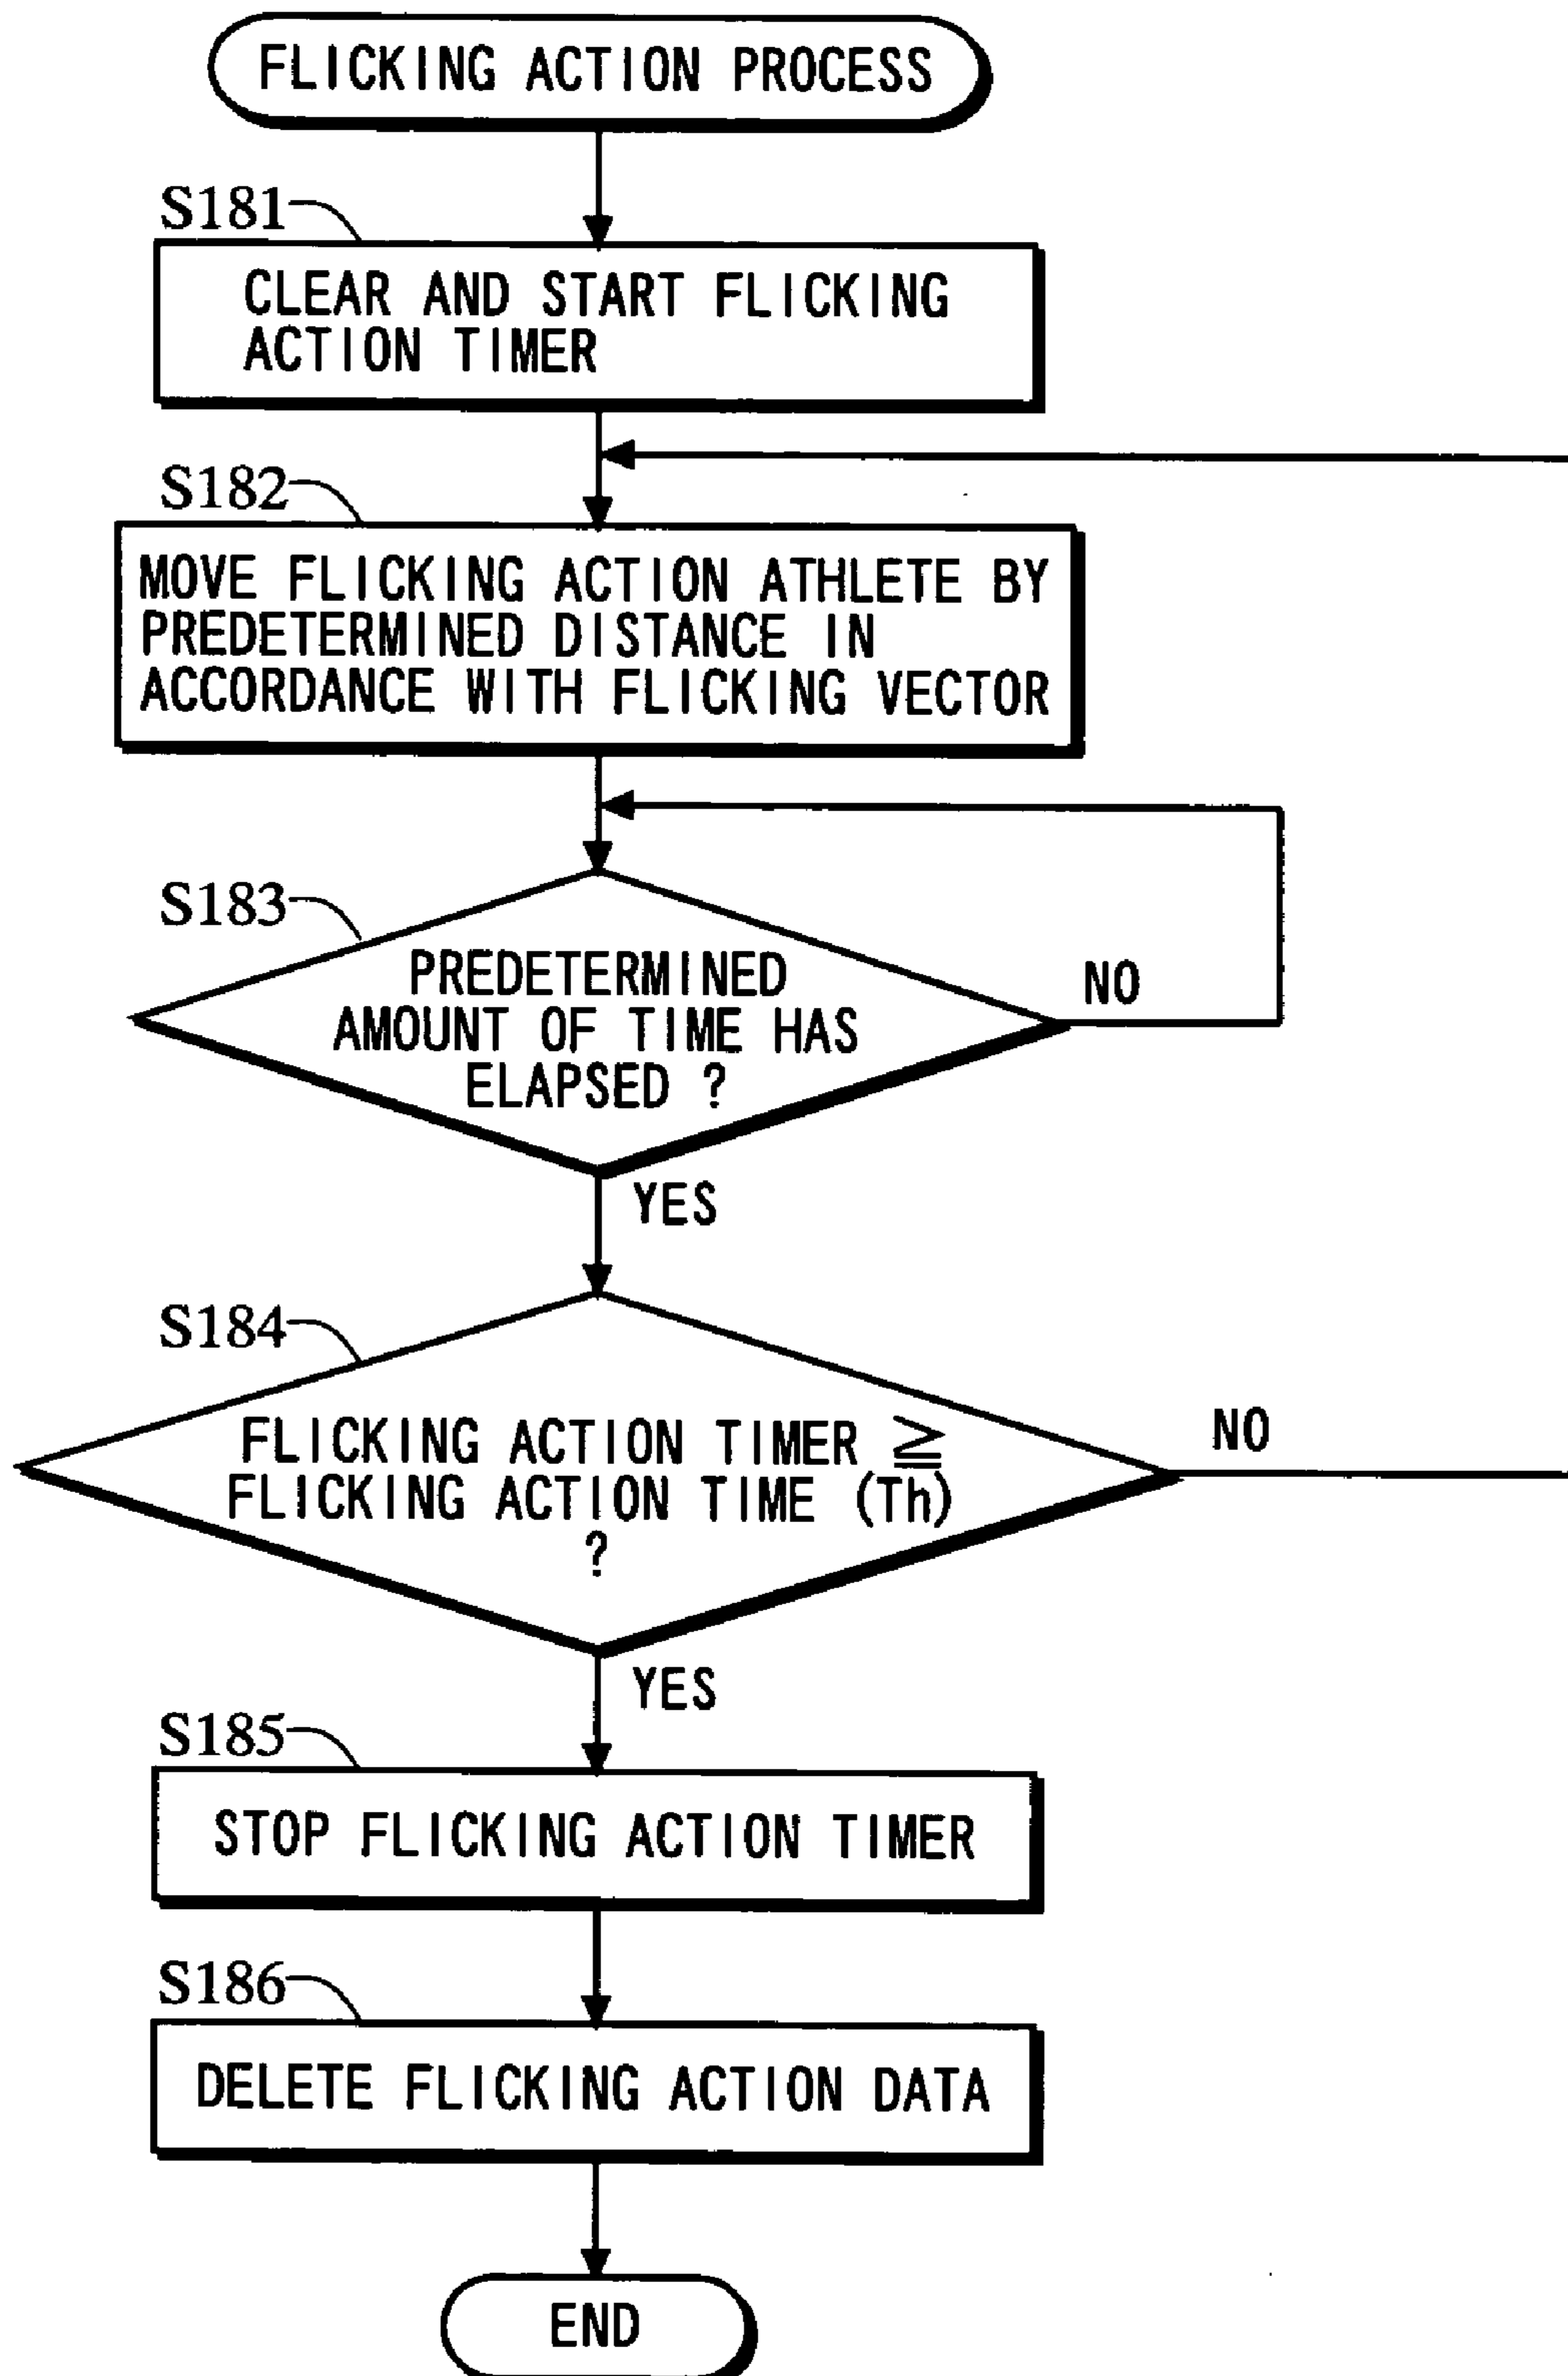 FLICKING ACTION PROCESS
S181
CLEAR AND START FLICKING
ACTION TIMER
S182
MOVE FLICKING ACTION ATHLETE BY
PREDETERMINED DISTANCE IN
ACCORDANCE WITH FLICKING VECTOR
S183
PREDETERMINED
AMOUNT OF TIME HAS
ELAPSED ?
NO
YES
S184
FLICKING ACTION TIMER ≧
FLICKING ACTION TIME (Th)
?
NO
YES
S185
STOP FLICKING ACTION TIMER
S186
DELETE FLICKING ACTION DATA
END